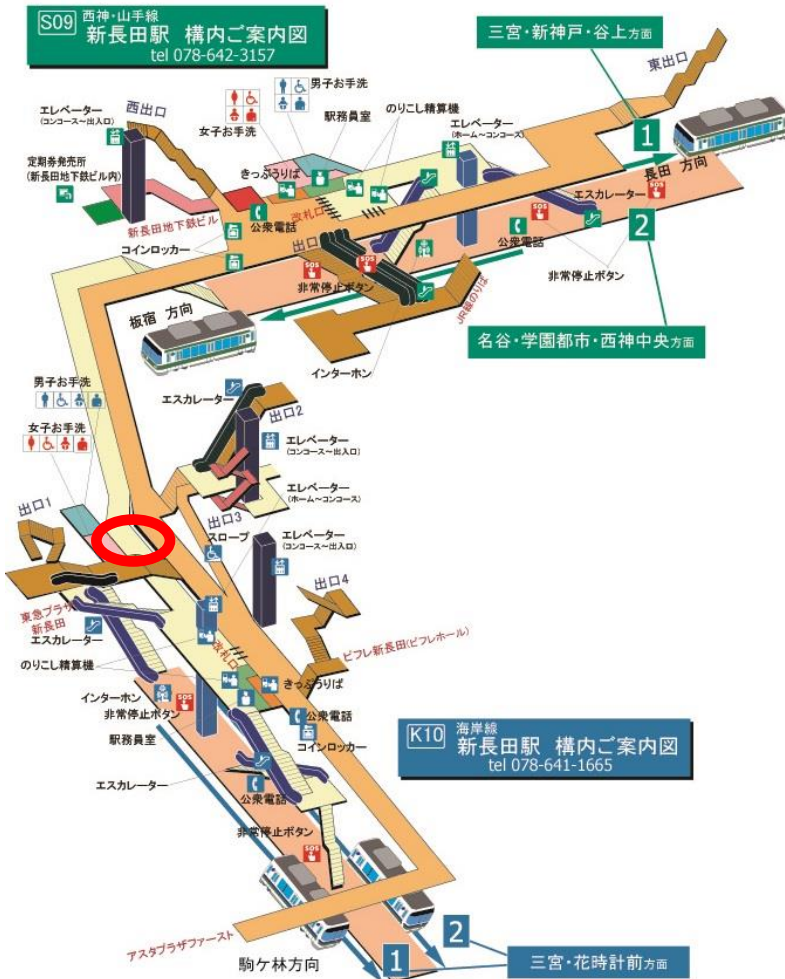 S09 西神・山手線
新長田駅 構内ご案内図
tel 078-642-3157
三宮・新神戸・谷上方面
東出口
1
長田 方向
男子お手洗
女子お手洗
駅務員室
のりこし精算機
エレベーター
(ホーム～コンコース)
エレベーター
(コンコース～出入口)
西出口
定期券発売所
(新長田地下鉄ビル内)
きっぷうりば
新長田地下鉄ビル
公衆電話
改札口
コインロッカー
出口
エスカレーター
SOS
SOS
2
公衆電話
非常停止ボタン
SOS
SOS
非常停止ボタン
JR線のりば
板宿 方向
インターホン
名谷・学園都市・西神中央方面
男子お手洗
女子お手洗
エスカレーター
出口2
エレベーター
(コンコース～出入口)
エレベーター
(ホーム～コンコース)
出口1
出口3
スロープ
エレベーター
(コンコース～出入口)
出口4
東急プラザ
新長田
エスカレーター
のりこし精算機
改札口
ピフレ新長田(ピフレホール)
きっぷうりば
インターホン
SOS
非常停止ボタン
駅務員室
公衆電話
コインロッカー
K10 海岸線
新長田駅 構内ご案内図
tel 078-641-1665
エスカレーター
公衆電話
非常停止ボタン
SOS
アスタプラザファースト
駒ケ林方向
1
2
三宮・花時計前方面